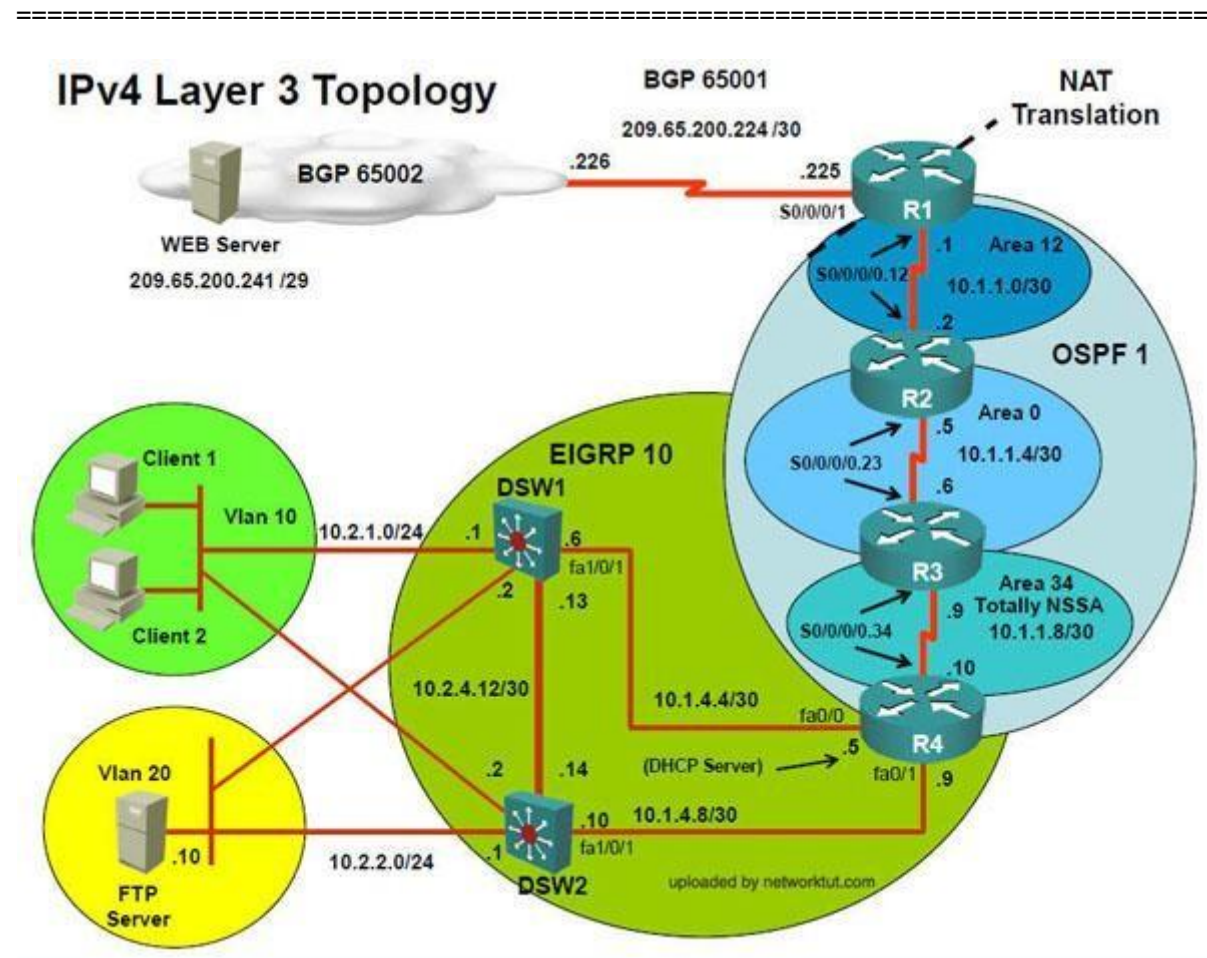 IPv4 Layer 3 Topology
BGP 65001
209.65.200.224 /30
NAT
Translation
BGP 65002
.226
.225
S0/0/0/1
R1
WEB Server
209.65.200.241 /29
.1
Area 12
S0/0/0/0.12
10.1.1.0/30
.2
OSPF 1
R2
Area 0
.5
10.1.1.4/30
S0/0/0/0.23
.6
Client 1
EIGRP 10
DSW1
Vlan 10
10.2.1.0/24
.1
.6
fa1/0/1
R3
Area 34
Totally NSSA
.2
.13
.9
10.1.1.8/30
Client 2
S0/0/0/0.34
.10
10.2.4.12/30
10.1.4.4/30
fa0/0
R4
Vlan 20
.2
.14
(DHCP Server)
.5
fa0/1
.9
.10
10.1.4.8/30
fa1/0/1
.10
10.2.2.0/24
.1
DSW2
FTP
Server
uploaded by networktut.com